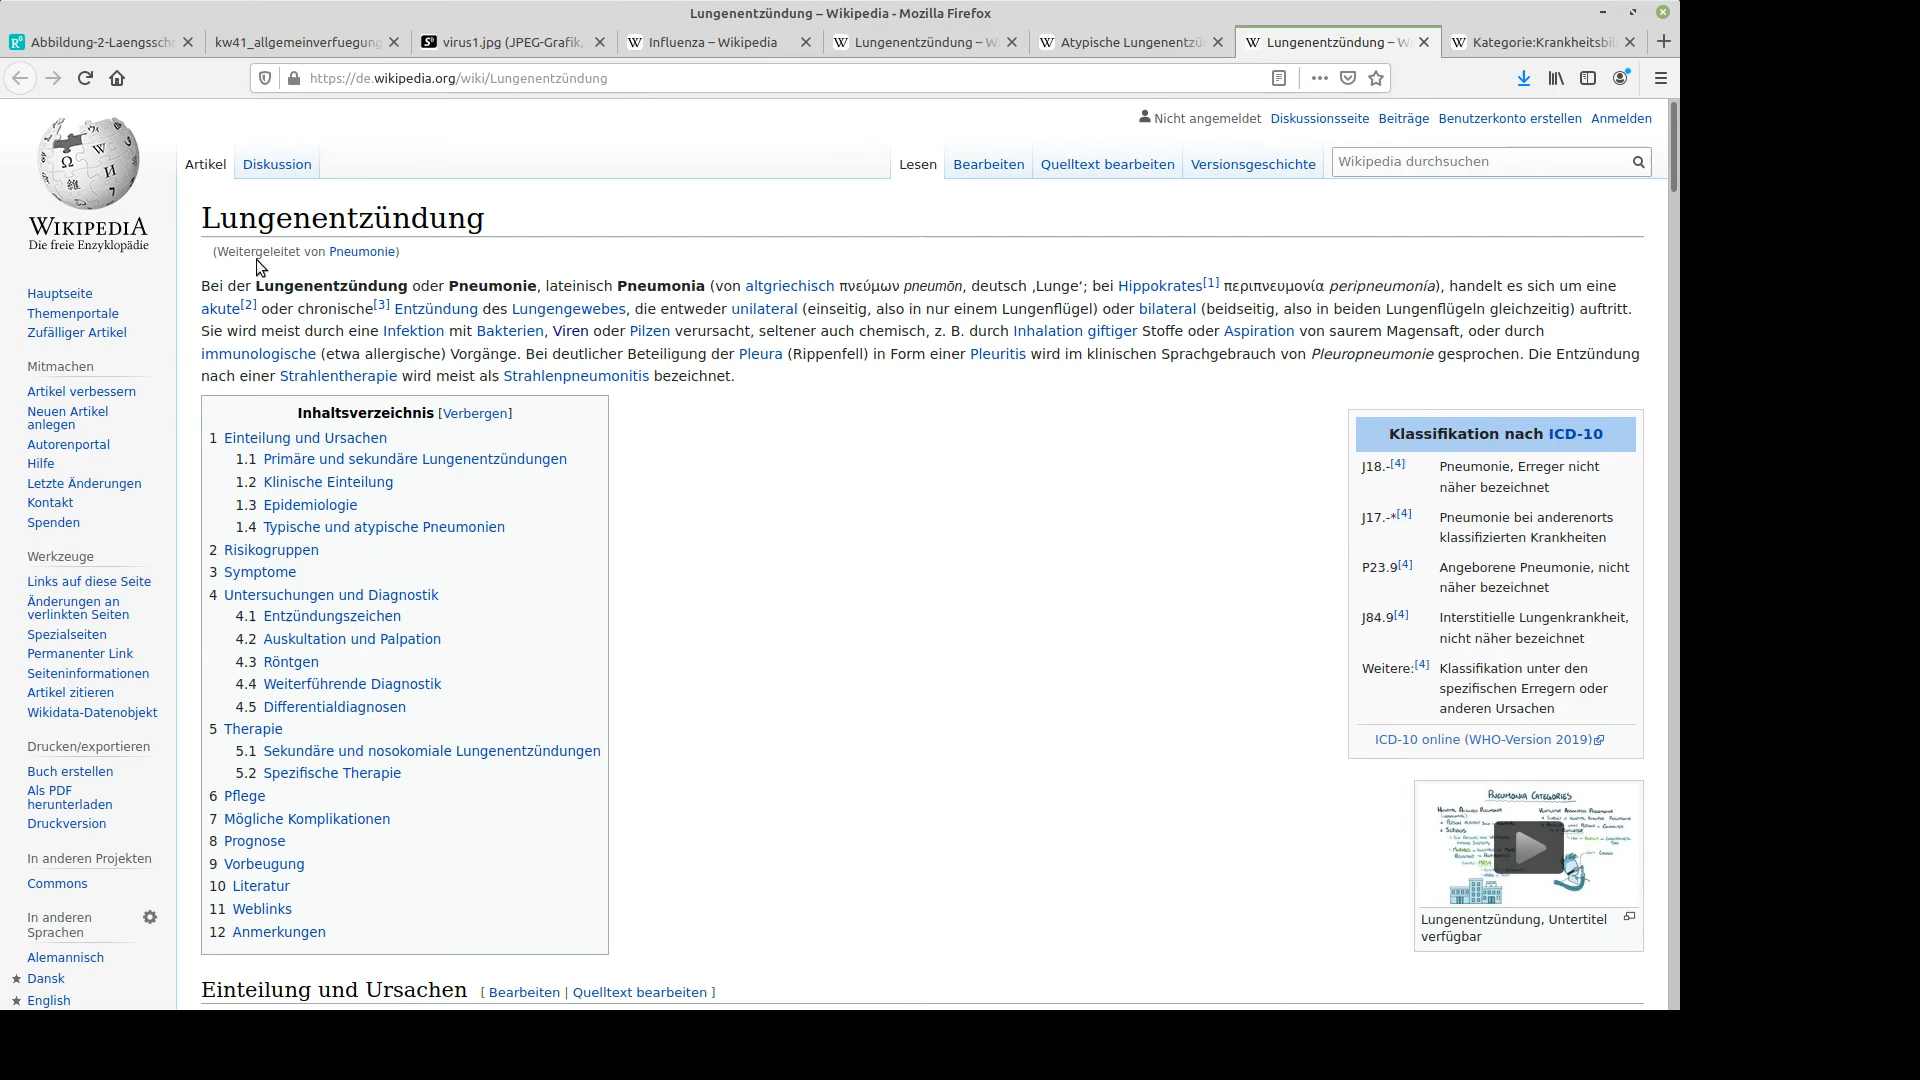 Lungenentzündung – Wikipedia - Mozilla Firefox
Abbildung-2-Laengsschr
kw41_allgemeinverfuegung
virus1.jpg (JPEG-Grafik,
Influenza – Wikipedia
Lungenentzündung – W
Atypische Lungenentzü
Lungenentzündung – W
Kategorie:Krankheitsbil
https://de.wikipedia.org/wiki/Lungenentzündung
Nicht angemeldet Diskussionsseite Beiträge Benutzerkonto erstellen Anmelden
Artikel Diskussion Lesen Bearbeiten Quelltext bearbeiten Versionsgeschichte Wikipedia durchsuchen
WIKIPEDIA
Die freie Enzyklopädie
Hauptseite
Themenportale
Zufälliger Artikel
Mitmachen
Artikel verbessern
Neuen Artikel
anlegen
Autorenportal
Hilfe
Letzte Änderungen
Kontakt
Spenden
Werkzeuge
Links auf diese Seite
Änderungen an
verlinkten Seiten
Spezialseiten
Permanenter Link
Seiteninformationen
Artikel zitieren
Wikidata-Datenobjekt
Drucken/exportieren
Buch erstellen
Als PDF
herunterladen
Druckversion
In anderen Projekten
Commons
In anderen
Sprachen
Alemannisch
Dansk
English
Lungenentzündung
(Weitergeleitet von Pneumonie)
Bei der Lungenentzündung oder Pneumonie, lateinisch Pneumonia (von altgriechisch πνεύμων pneumōn, deutsch ‚Lunge‘; bei Hippokrates[1] περιπνευμονία peripneumonía), handelt es sich um eine
akute[2] oder chronische[3] Entzündung des Lungengewebes, die entweder unilateral (einseitig, also in nur einem Lungenflügel) oder bilateral (beidseitig, also in beiden Lungenflügeln gleichzeitig) auftritt.
Sie wird meist durch eine Infektion mit Bakterien, Viren oder Pilzen verursacht, seltener auch chemisch, z. B. durch Inhalation giftiger Stoffe oder Aspiration von saurem Magensaft, oder durch
immunologische (etwa allergische) Vorgänge. Bei deutlicher Beteiligung der Pleura (Rippenfell) in Form einer Pleuritis wird im klinischen Sprachgebrauch von Pleuropneumonie gesprochen. Die Entzündung
nach einer Strahlentherapie wird meist als Strahlenpneumonitis bezeichnet.
Inhaltsverzeichnis [Verbergen]
1 Einteilung und Ursachen
1.1 Primäre und sekundäre Lungenentzündungen
1.2 Klinische Einteilung
1.3 Epidemiologie
1.4 Typische und atypische Pneumonien
2 Risikogruppen
3 Symptome
4 Untersuchungen und Diagnostik
4.1 Entzündungszeichen
4.2 Auskultation und Palpation
4.3 Röntgen
4.4 Weiterführende Diagnostik
4.5 Differentialdiagnosen
5 Therapie
5.1 Sekundäre und nosokomiale Lungenentzündungen
5.2 Spezifische Therapie
6 Pflege
7 Mögliche Komplikationen
8 Prognose
9 Vorbeugung
10 Literatur
11 Weblinks
12 Anmerkungen
Klassifikation nach ICD-10
J18.-[4] Pneumonie, Erreger nicht
näher bezeichnet
J17.-*[4] Pneumonie bei anderenorts
klassifizierten Krankheiten
P23.9[4] Angeborene Pneumonie, nicht
näher bezeichnet
J84.9[4] Interstitielle Lungenkrankheit,
nicht näher bezeichnet
Weitere:[4] Klassifikation unter den
spezifischen Erregern oder
anderen Ursachen
ICD-10 online (WHO-Version 2019)
PNEUMONIA CATEGORIES
Lungenentzündung, Untertitel
verfügbar
Einteilung und Ursachen [ Bearbeiten | Quelltext bearbeiten ]